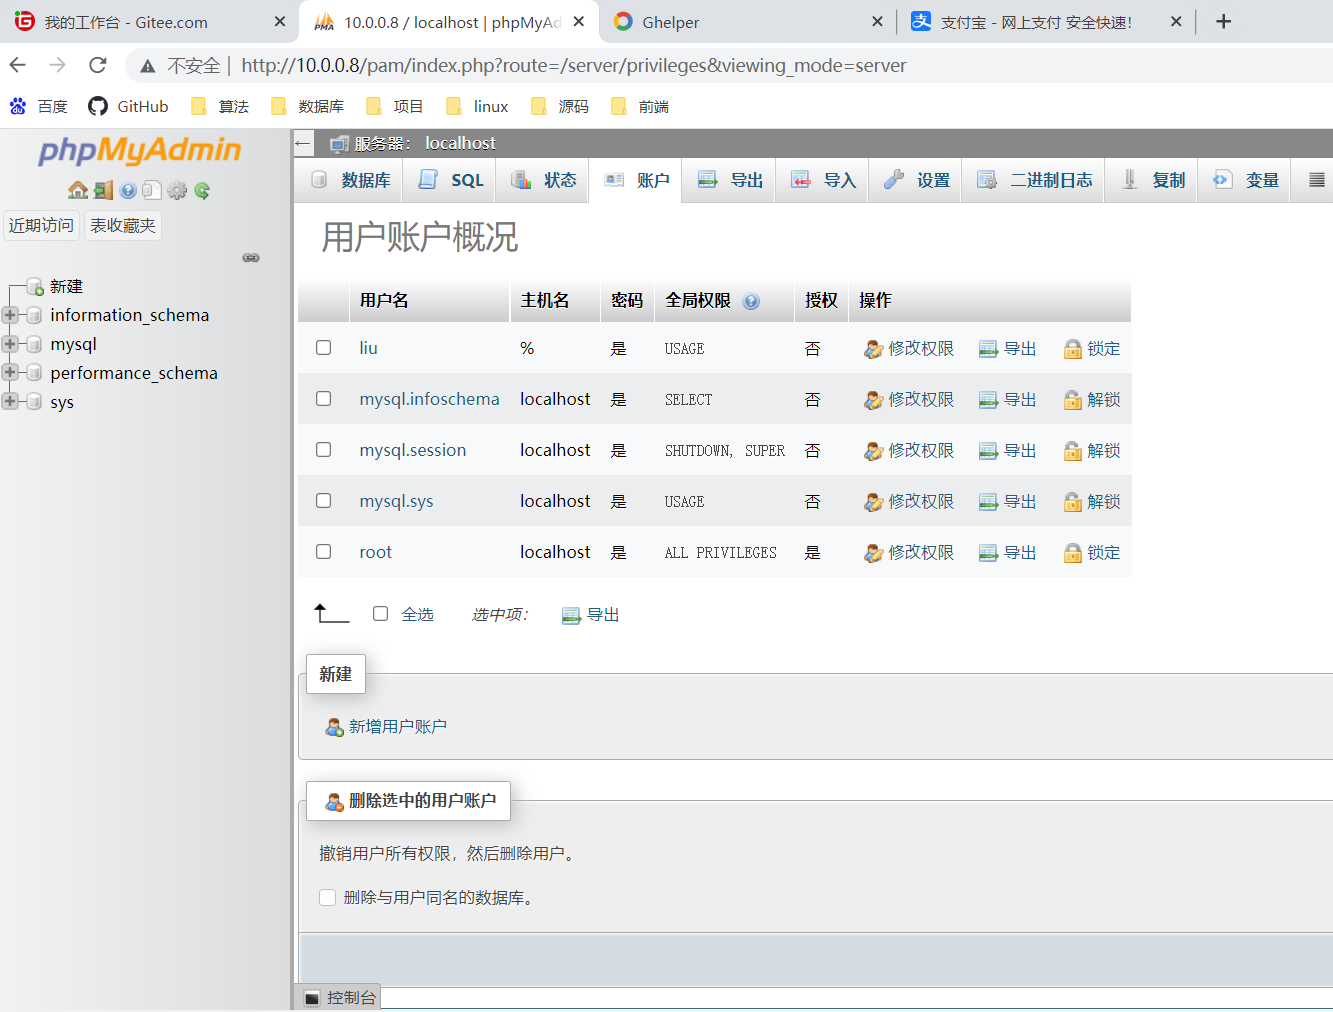 我的工作台 - Gitee.com
10.0.0.8 / localhost | phpMyAd
Ghelper
支付宝 - 网上支付 安全快速！
不安全 | http://10.0.0.8/pam/index.php?route=/server/privileges&viewing_mode=server
百度 GitHub 算法 数据库 项目 linux 源码 前端
phpMyAdmin
近期访问 表收藏夹
新建
information_schema
mysql
performance_schema
sys
服务器： localhost
数据库 SQL 状态 账户 导出 导入 设置 二进制日志 复制 变量
用户账户概况
用户名 主机名 密码 全局权限 授权 操作
liu % 是 USAGE 否 修改权限 导出 锁定
mysql.infoschema localhost 是 SELECT 否 修改权限 导出 解锁
mysql.session localhost 是 SHUTDOWN, SUPER 否 修改权限 导出 解锁
mysql.sys localhost 是 USAGE 否 修改权限 导出 解锁
root localhost 是 ALL PRIVILEGES 是 修改权限 导出 锁定
全选 选中项： 导出
新建
新增用户账户
删除选中的用户账户
撤销用户所有权限，然后删除用户。
删除与用户同名的数据库。
控制台